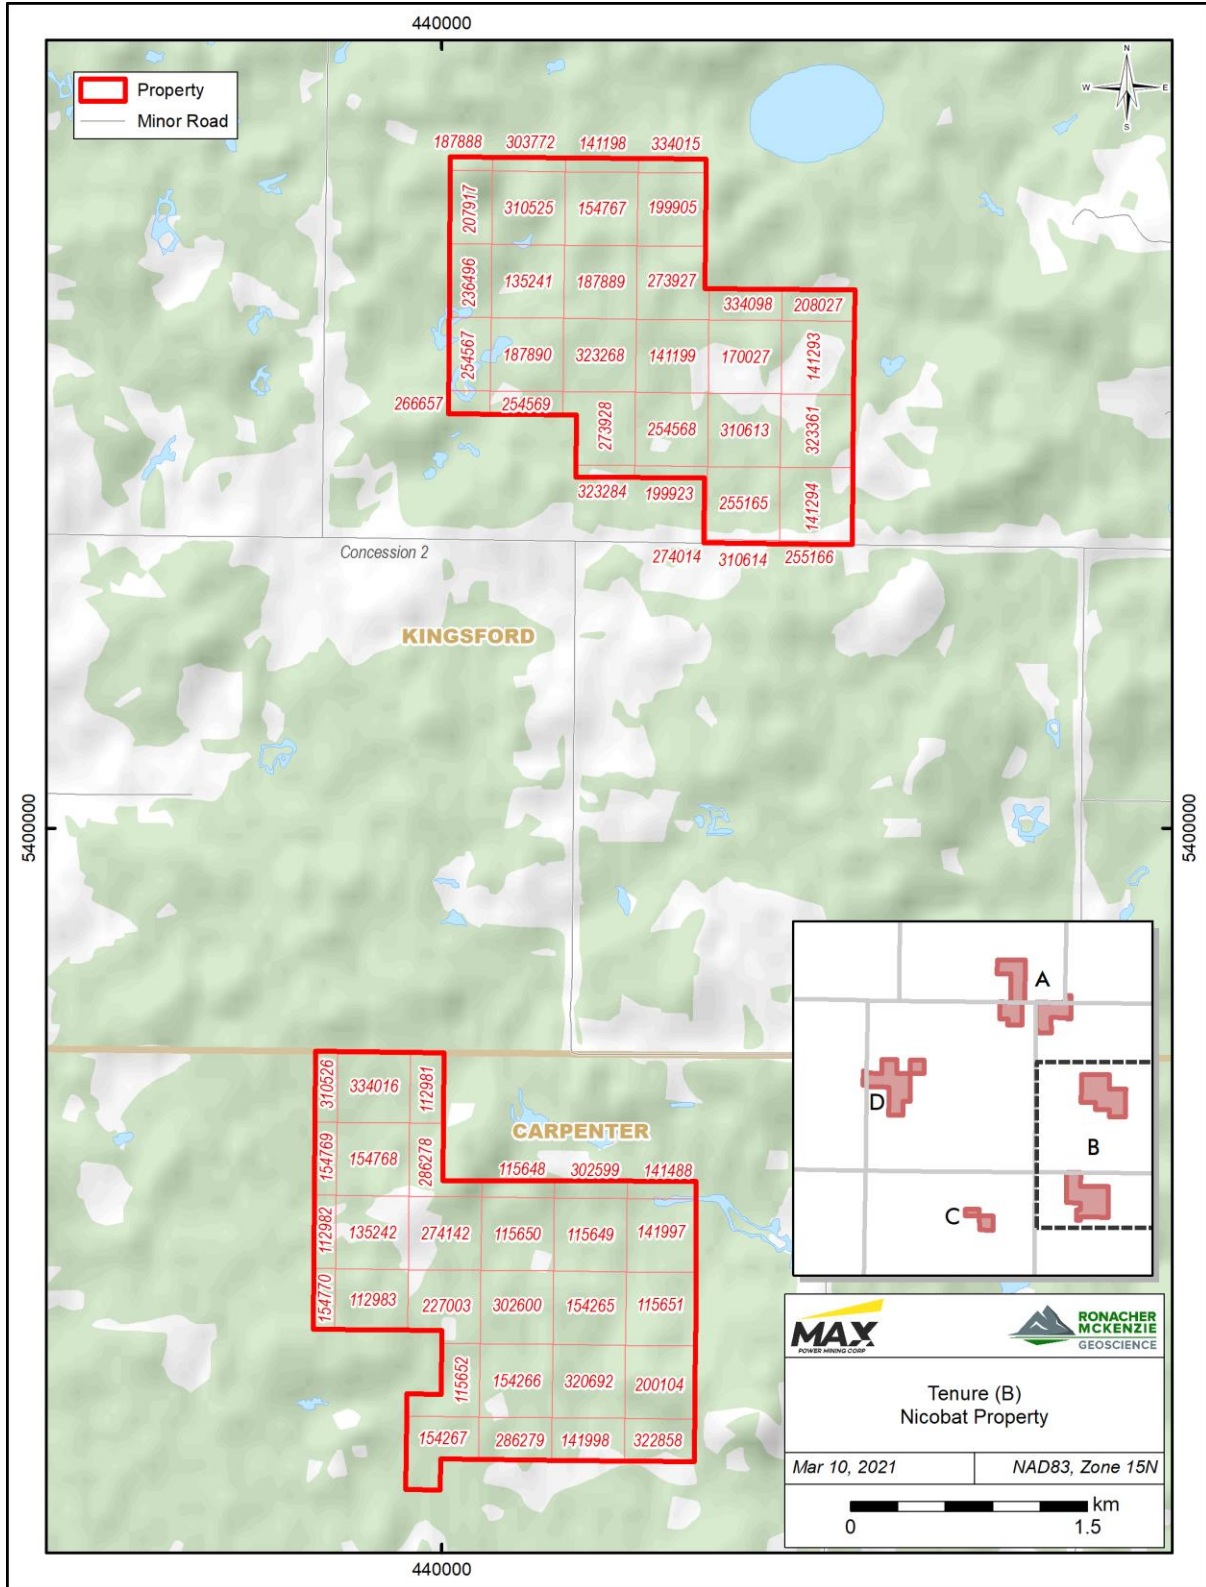 440000
Property
Minor Road
N
W E
S
187888 303772 141198 334015
207917 310525 154767 199905
236496 135241 187889 273927
334098 208027
254567 187890 323268 141199 170027 141293
266657 254569
273928 254568 310613 323361
323284 199923 255165 141294
Concession 2
274014 310614 255166
KINGSFORD
5400000
5400000
310526 334016 112981
CARPENTER
154769 154768 286278
115648 302599 141488
112982 135242 274142 115650 115649 141997
154770 112983 227003 302600 154265 115651
115652 154266 320692 200104
154267 286279 141998 322858
A
D
B
C
MAX
POWER MINING CORP
RONACHER
MCKENZIE
GEOSCIENCE
Tenure (B)
Nicobat Property
Mar 10, 2021 NAD83, Zone 15N
km
0 1.5
440000